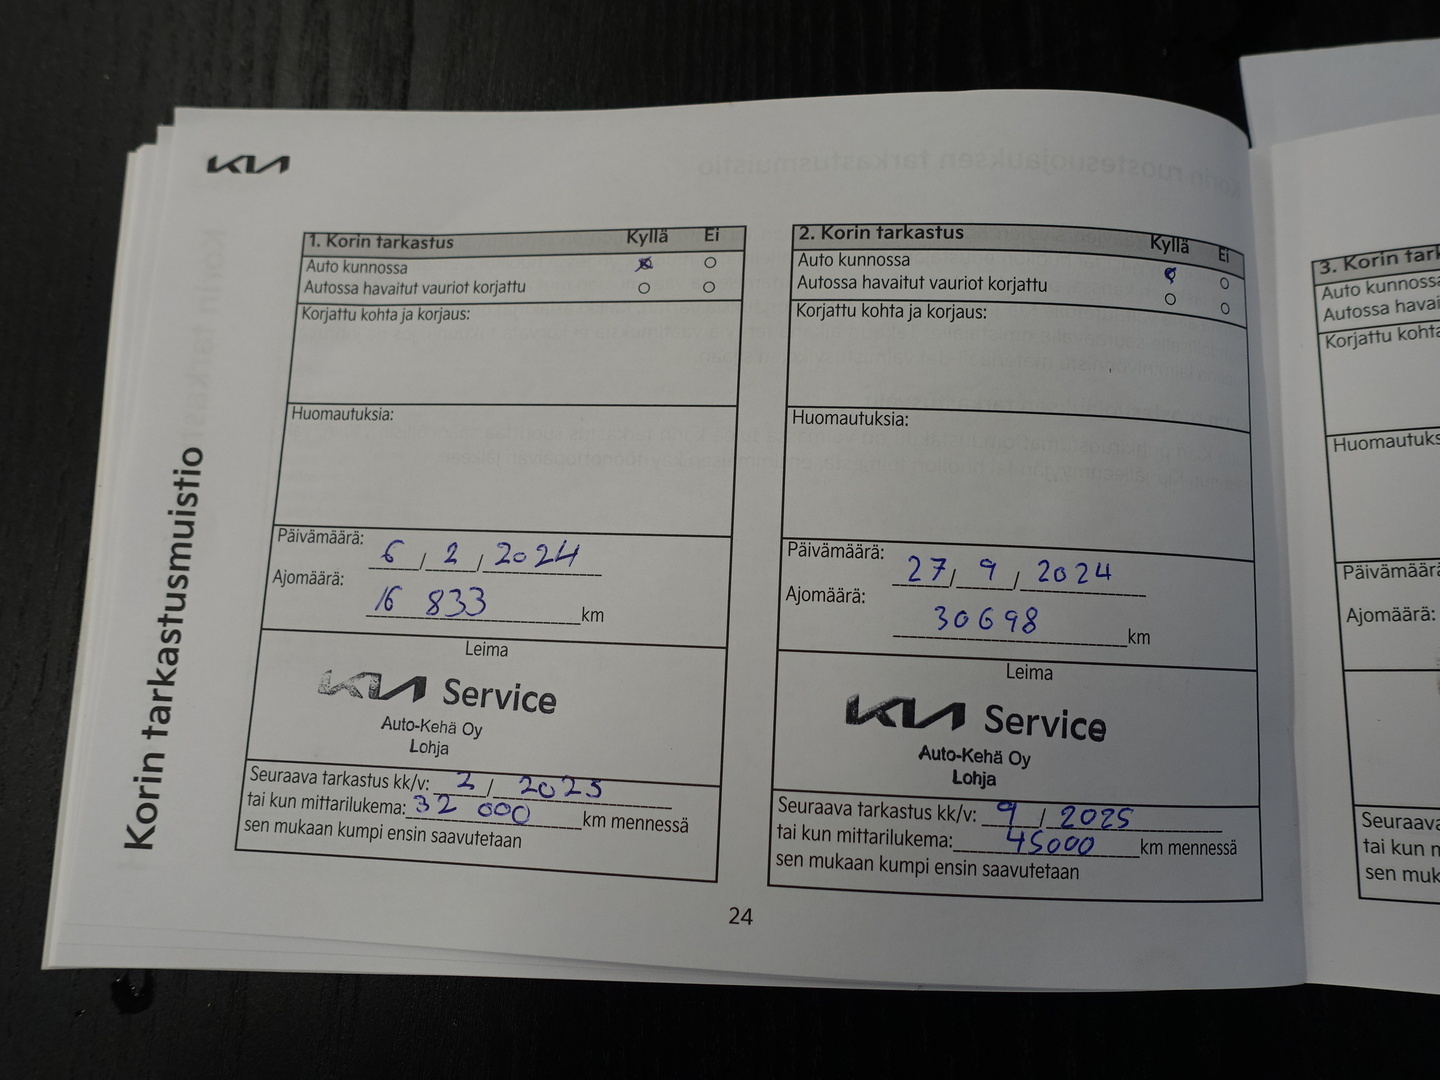 KIA
Korin tarkastusmuistio
1. Korin tarkastus Kyllä Ei
Auto kunnossa
Autossa havaitut vauriot korjattu
Korjattu kohta ja korjaus:
Huomautuksia:
Päivämäärä: 6 / 2 / 2024
Ajomäärä: 16 833 km
Leima
KIA Service
Auto-Kehä Oy
Lohja
Seuraava tarkastus kk/v: 2 / 2025
tai kun mittarilukema: 32 000 km mennessä
sen mukaan kumpi ensin saavutetaan
2. Korin tarkastus Kyllä Ei
Auto kunnossa
Autossa havaitut vauriot korjattu
Korjattu kohta ja korjaus:
Huomautuksia:
Päivämäärä: 27 / 9 / 2024
Ajomäärä: 30698 km
Leima
KIA Service
Auto-Kehä Oy
Lohja
Seuraava tarkastus kk/v: 9 / 2025
tai kun mittarilukema: 45000 km mennessä
sen mukaan kumpi ensin saavutetaan
24
3. Korin tark
Auto kunnossa
Autossa havai
Korjattu kohta
Huomautuks
Päivämäärä
Ajomäärä:
Seuraava
tai kun m
sen muk